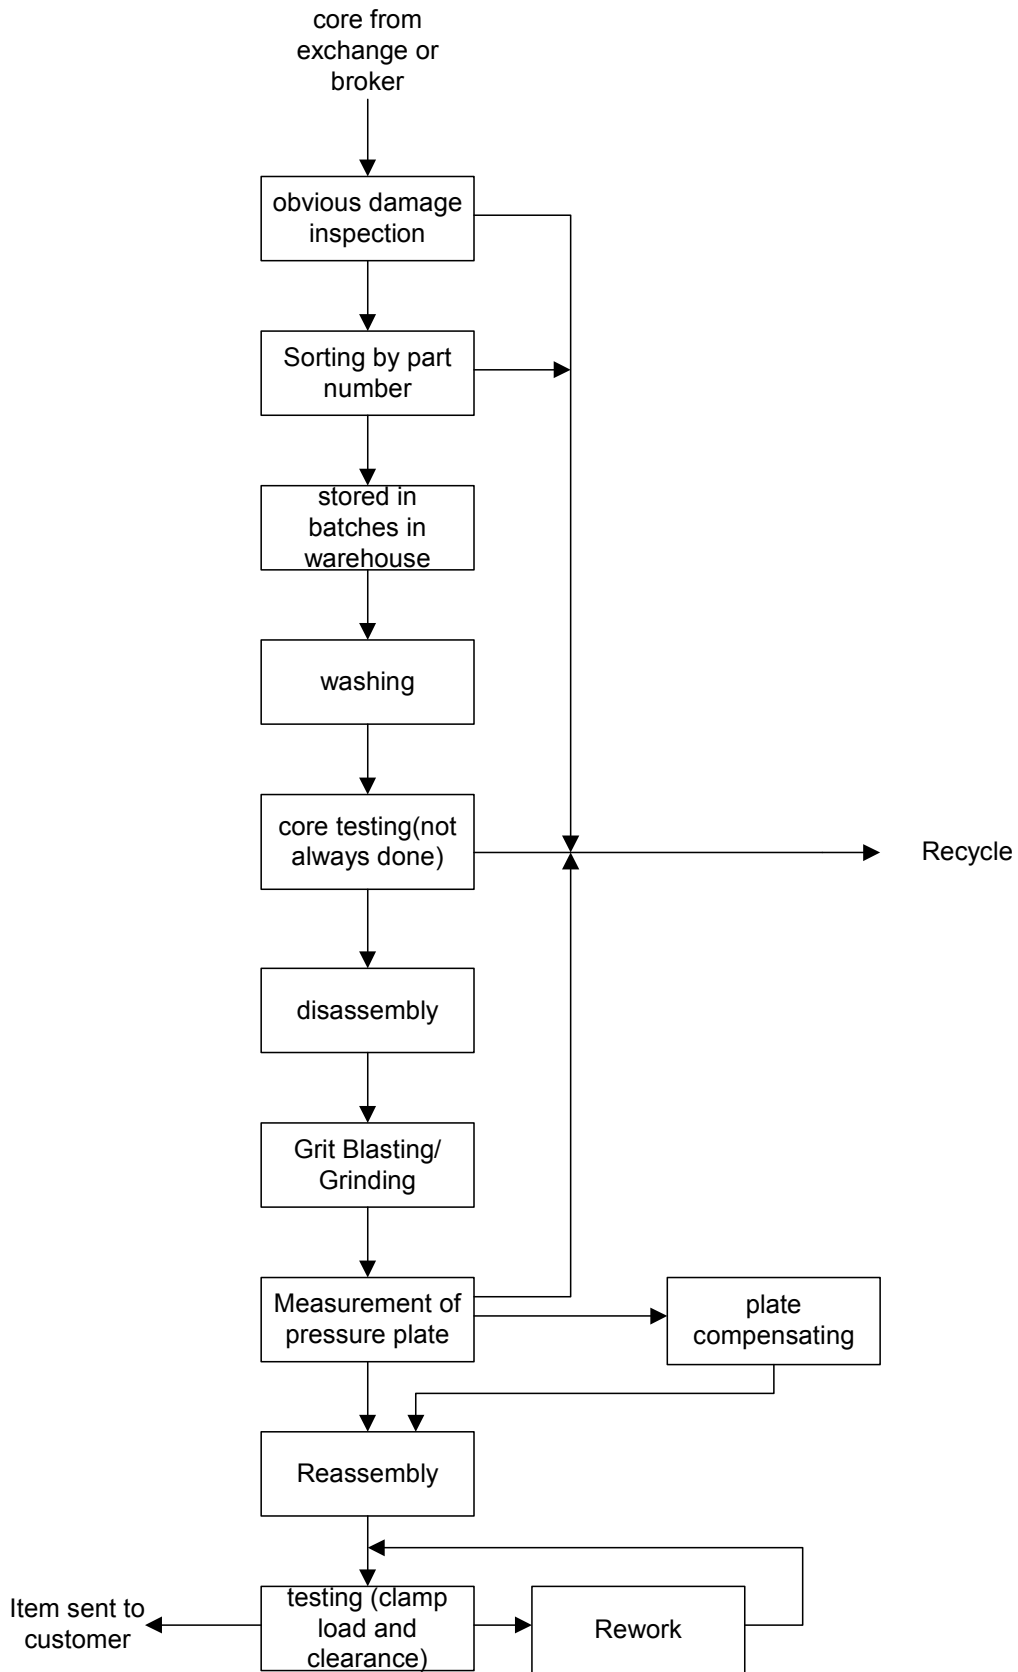 core from
exchange or
broker
obvious damage
inspection
Sorting by part
number
stored in
batches in
warehouse
washing
core testing(not
always done)
Recycle
disassembly
Grit Blasting/
Grinding
Measurement of
pressure plate
plate
compensating
Reassembly
Item sent to
customer
testing (clamp
load and
clearance)
Rework